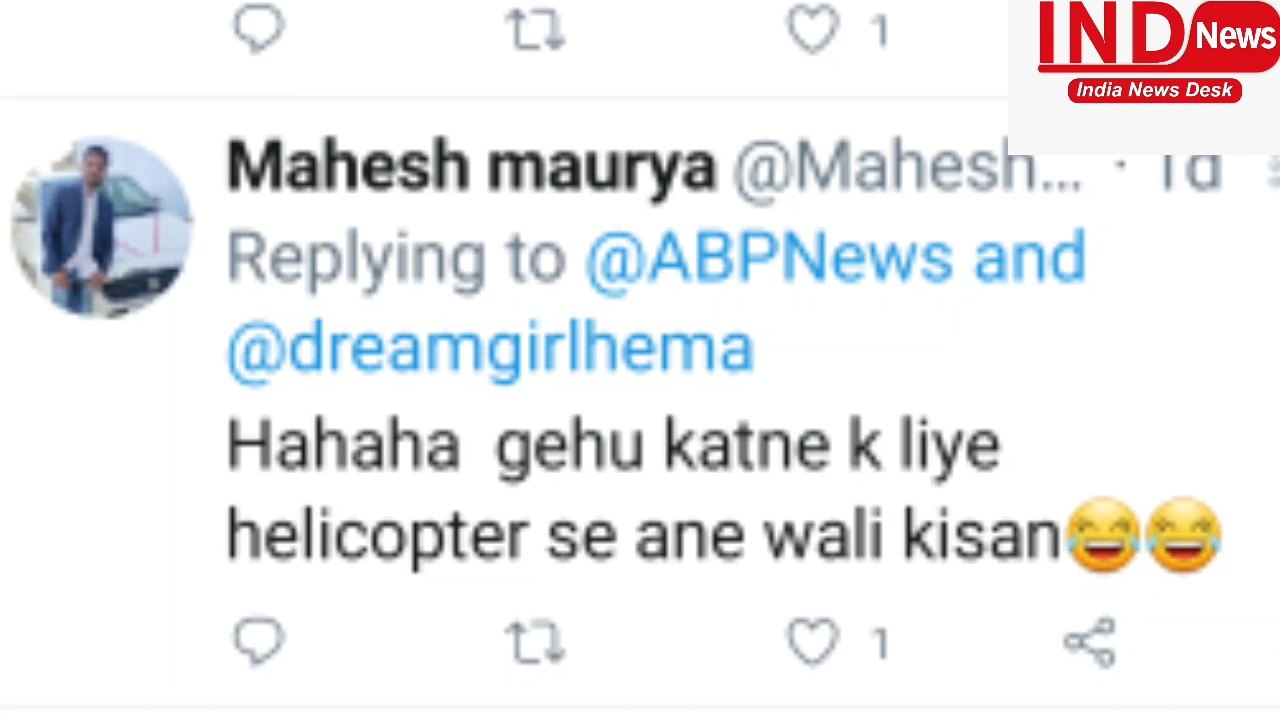 1
IND News
India News Desk
Mahesh maurya @Mahesh... · 1d
Replying to @ABPNews and
@dreamgirlhema
Hahaha gehu katne k liye
helicopter se ane wali kisan😂😂
1